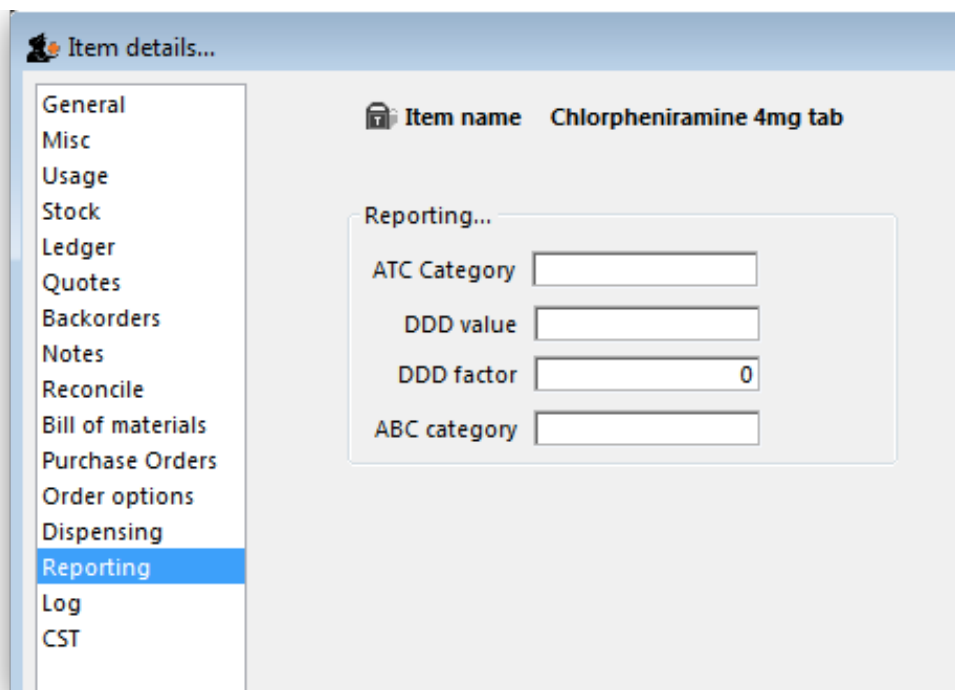 Item details...
General
Misc
Usage
Stock
Ledger
Quotes
Backorders
Notes
Reconcile
Bill of materials
Purchase Orders
Order options
Dispensing
Reporting
Log
CST
Item name Chlorpheniramine 4mg tab
Reporting...
ATC Category
DDD value
DDD factor 0
ABC category